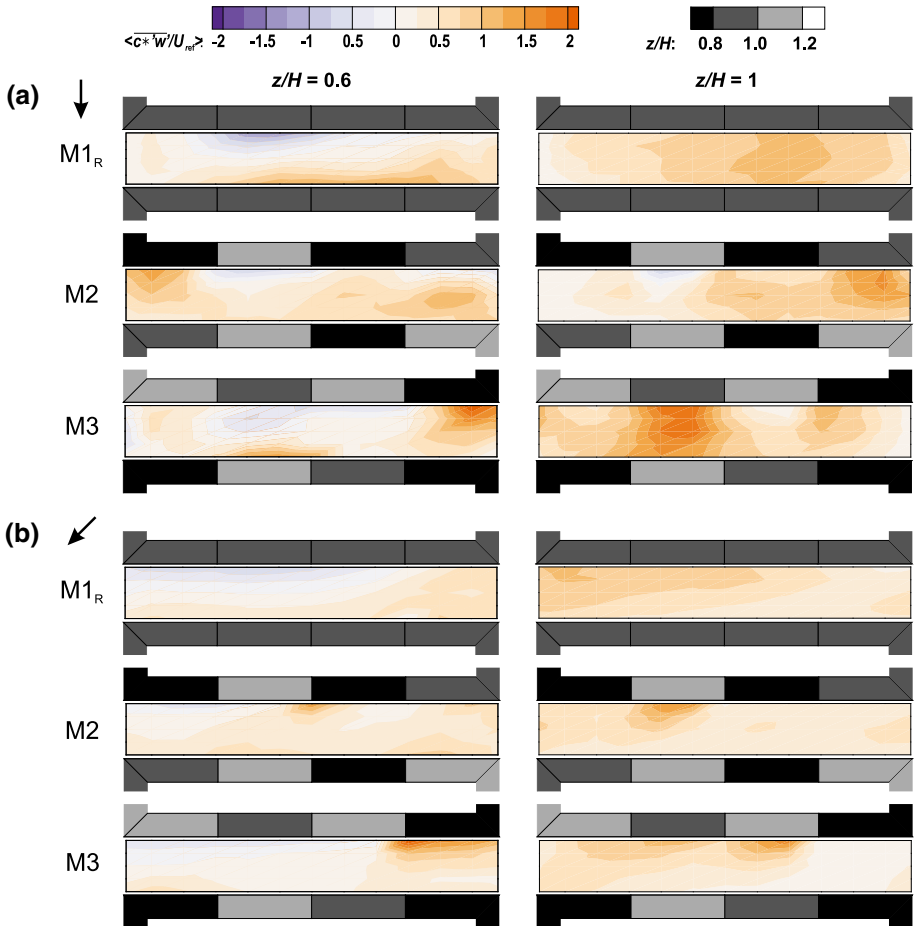 <c*'w'/U_ref>: -2 -1.5 -1 0.5 0 0.5 1 1.5 2
z/H: 0.8 1.0 1.2
z/H = 0.6 z/H = 1
(a)
M1R
M2
M3
(b)
M1R
M2
M3